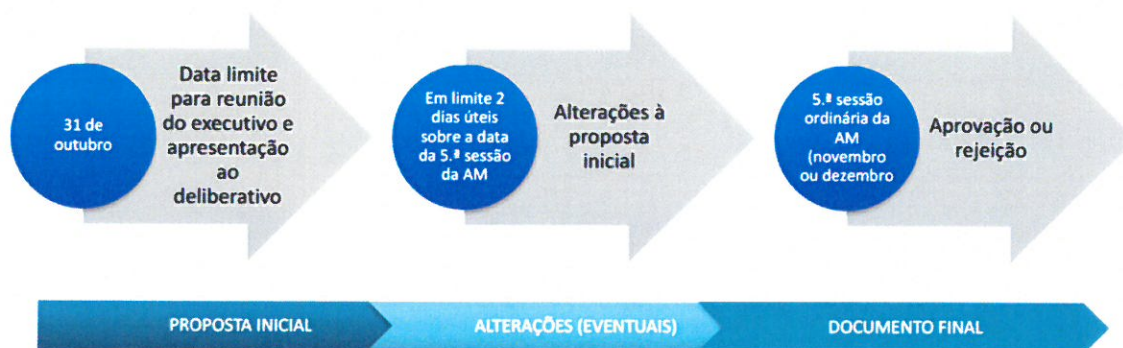 31 de
outubro
Data limite
para reunião
do executivo e
apresentação
ao
deliberativo
Em limite 2
dias úteis
sobre a data
da 5.ª sessão
da AM
Alterações à
proposta
inicial
5.ª sessão
ordinária da
AM
(novembro
ou dezembro
Aprovação ou
rejeição
PROPOSTA INICIAL
ALTERAÇÕES (EVENTUAIS)
DOCUMENTO FINAL